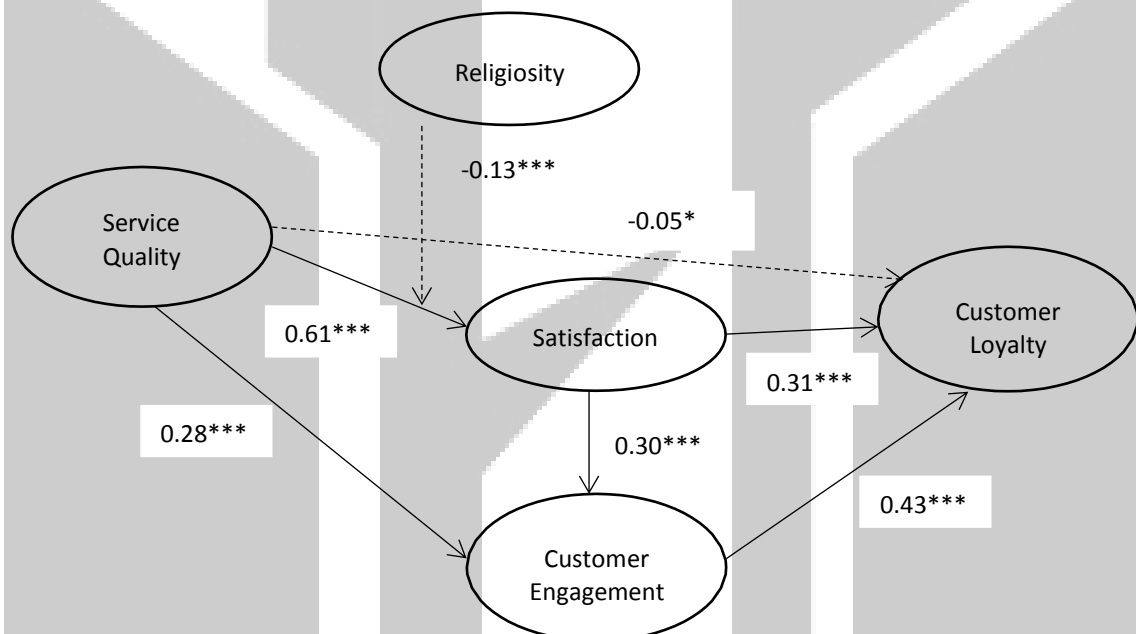 Religiosity
-0.13***
Service
Quality
-0.05*
Customer
Loyalty
0.61***
Satisfaction
0.31***
0.28***
0.30***
0.43***
Customer
Engagement